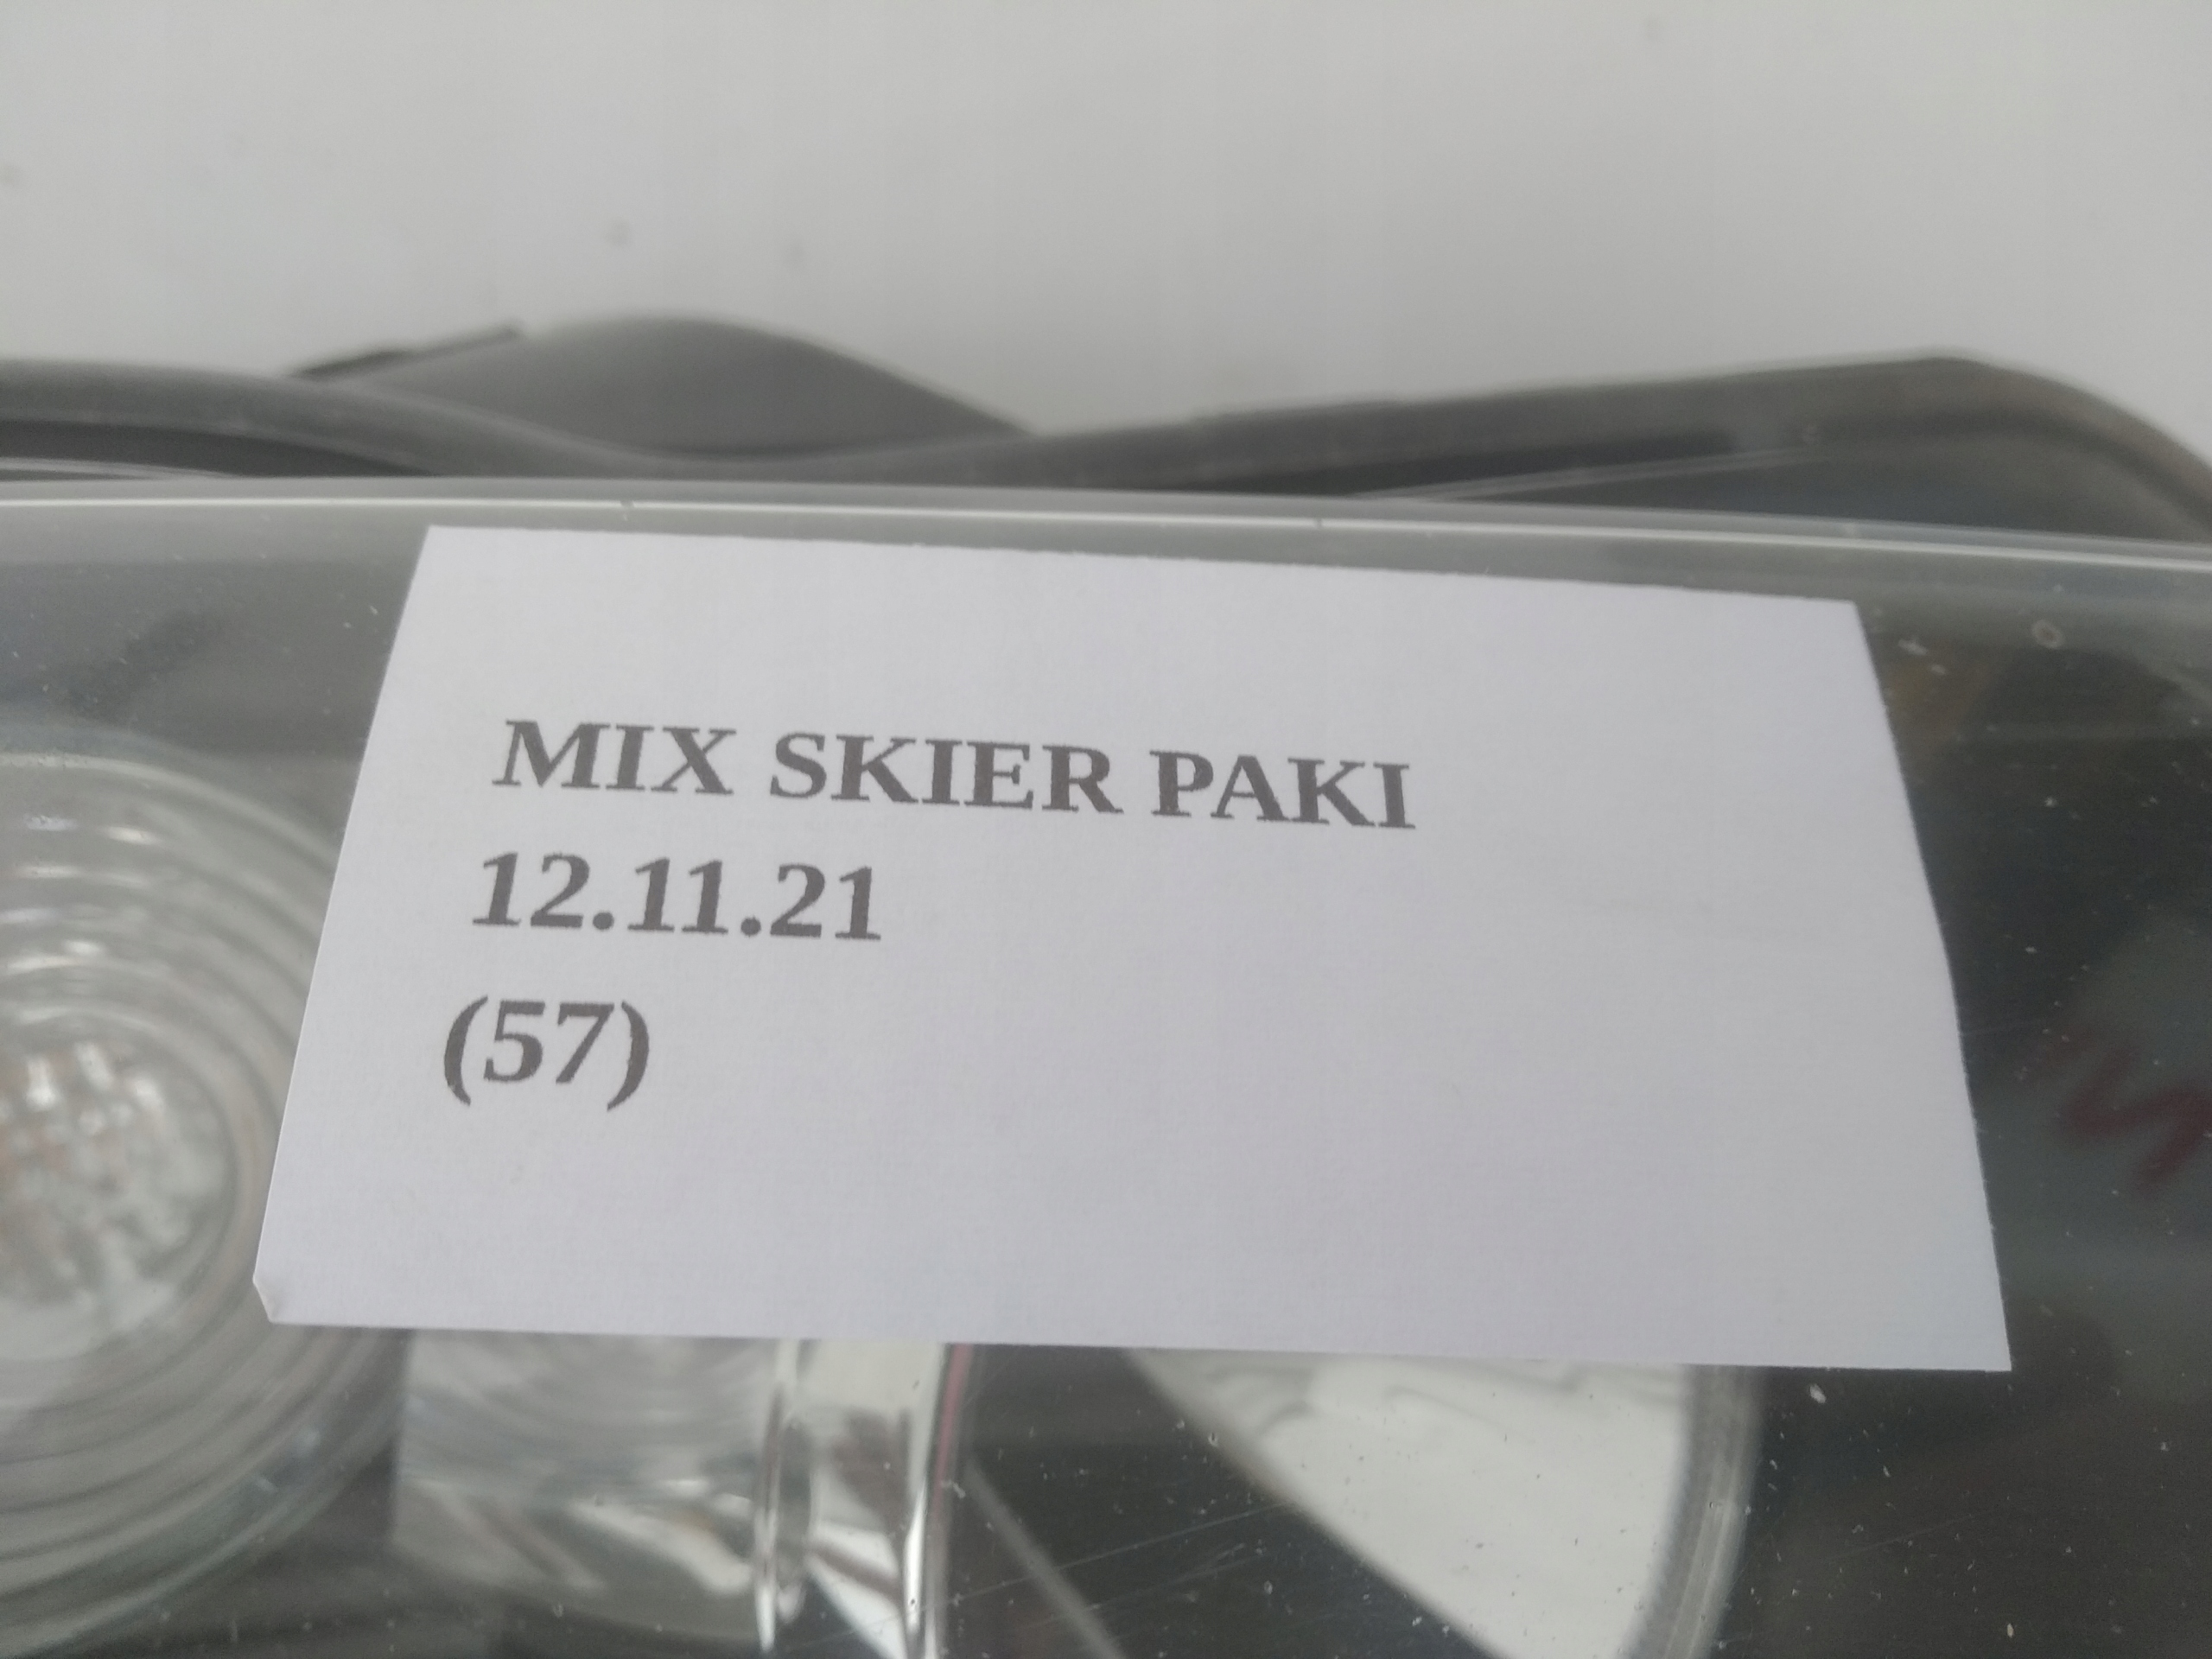 MIX SKIER PAKI
12.11.21
(57)